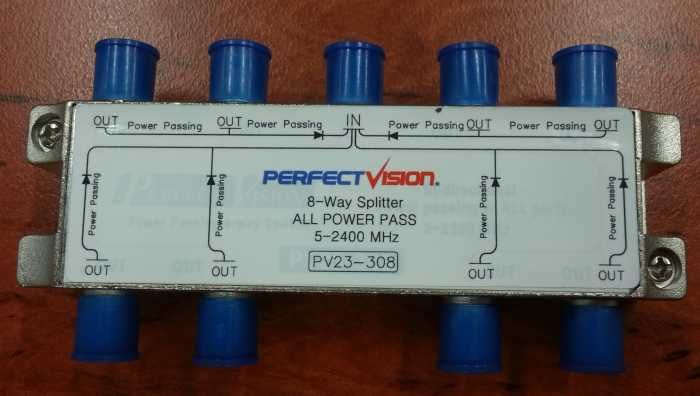 OUT Power Passing OUT Power Passing IN Power Passing OUT Power Passing OUT
Power Passing
Power Passing
Power Passing
Power Passing
PERFECTVISION®
8-Way Splitter
ALL POWER PASS
5-2400 MHz
PV23-308
OUT
OUT
OUT
OUT